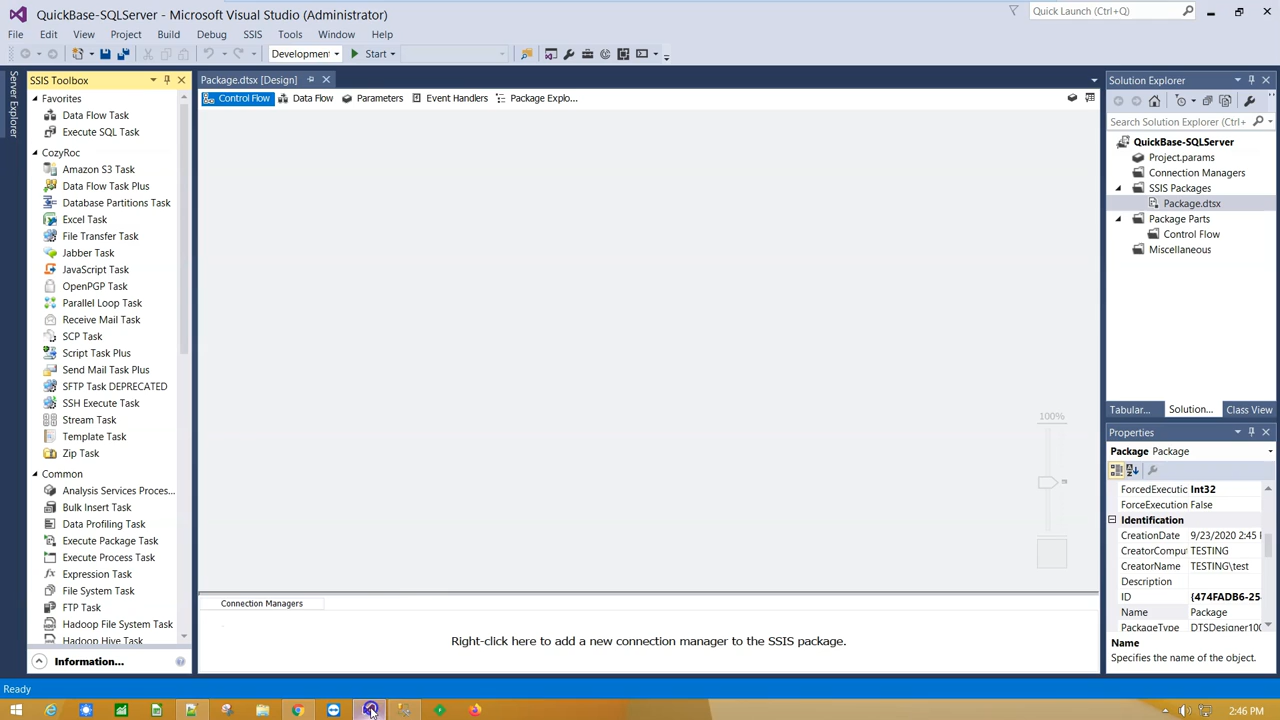 QuickBase-SQLServer - Microsoft Visual Studio (Administrator)
Quick Launch (Ctrl+Q)
File Edit View Project Build Debug SSIS Tools Window Help
Development Start
Server Explorer
SSIS Toolbox
Favorites
Data Flow Task
Execute SQL Task
CozyRoc
Amazon S3 Task
Data Flow Task Plus
Database Partitions Task
Excel Task
File Transfer Task
Jabber Task
JavaScript Task
OpenPGP Task
Parallel Loop Task
Receive Mail Task
SCP Task
Script Task Plus
Send Mail Task Plus
SFTP Task DEPRECATED
SSH Execute Task
Stream Task
Template Task
Zip Task
Common
Analysis Services Proces...
Bulk Insert Task
Data Profiling Task
Execute Package Task
Execute Process Task
Expression Task
File System Task
FTP Task
Hadoop File System Task
Hadoop Hive Task
Information...
Package.dtsx [Design]
Control Flow Data Flow Parameters Event Handlers Package Explo...
100%
Connection Managers
Right-click here to add a new connection manager to the SSIS package.
Solution Explorer
Search Solution Explorer (Ctrl+
QuickBase-SQLServer
Project.params
Connection Managers
SSIS Packages
Package.dtsx
Package Parts
Control Flow
Miscellaneous
Tabular... Solution... Class View
Properties
Package Package
ForcedExecutic Int32
ForceExecution False
Identification
CreationDate 9/23/2020 2:45
CreatorCompu TESTING
CreatorName TESTING\test
Description
ID {474FADB6-25
Name Package
PackageType DTSDesigner100
Name
Specifies the name of the object.
Ready
2:46 PM